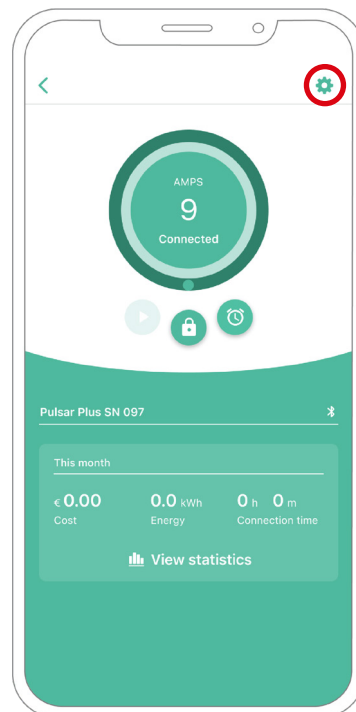 AMPS
9
Connected
Pulsar Plus SN 097
This month
€ 0.00 0.0 kWh 0 h 0 m
Cost Energy Connection time
View statistics